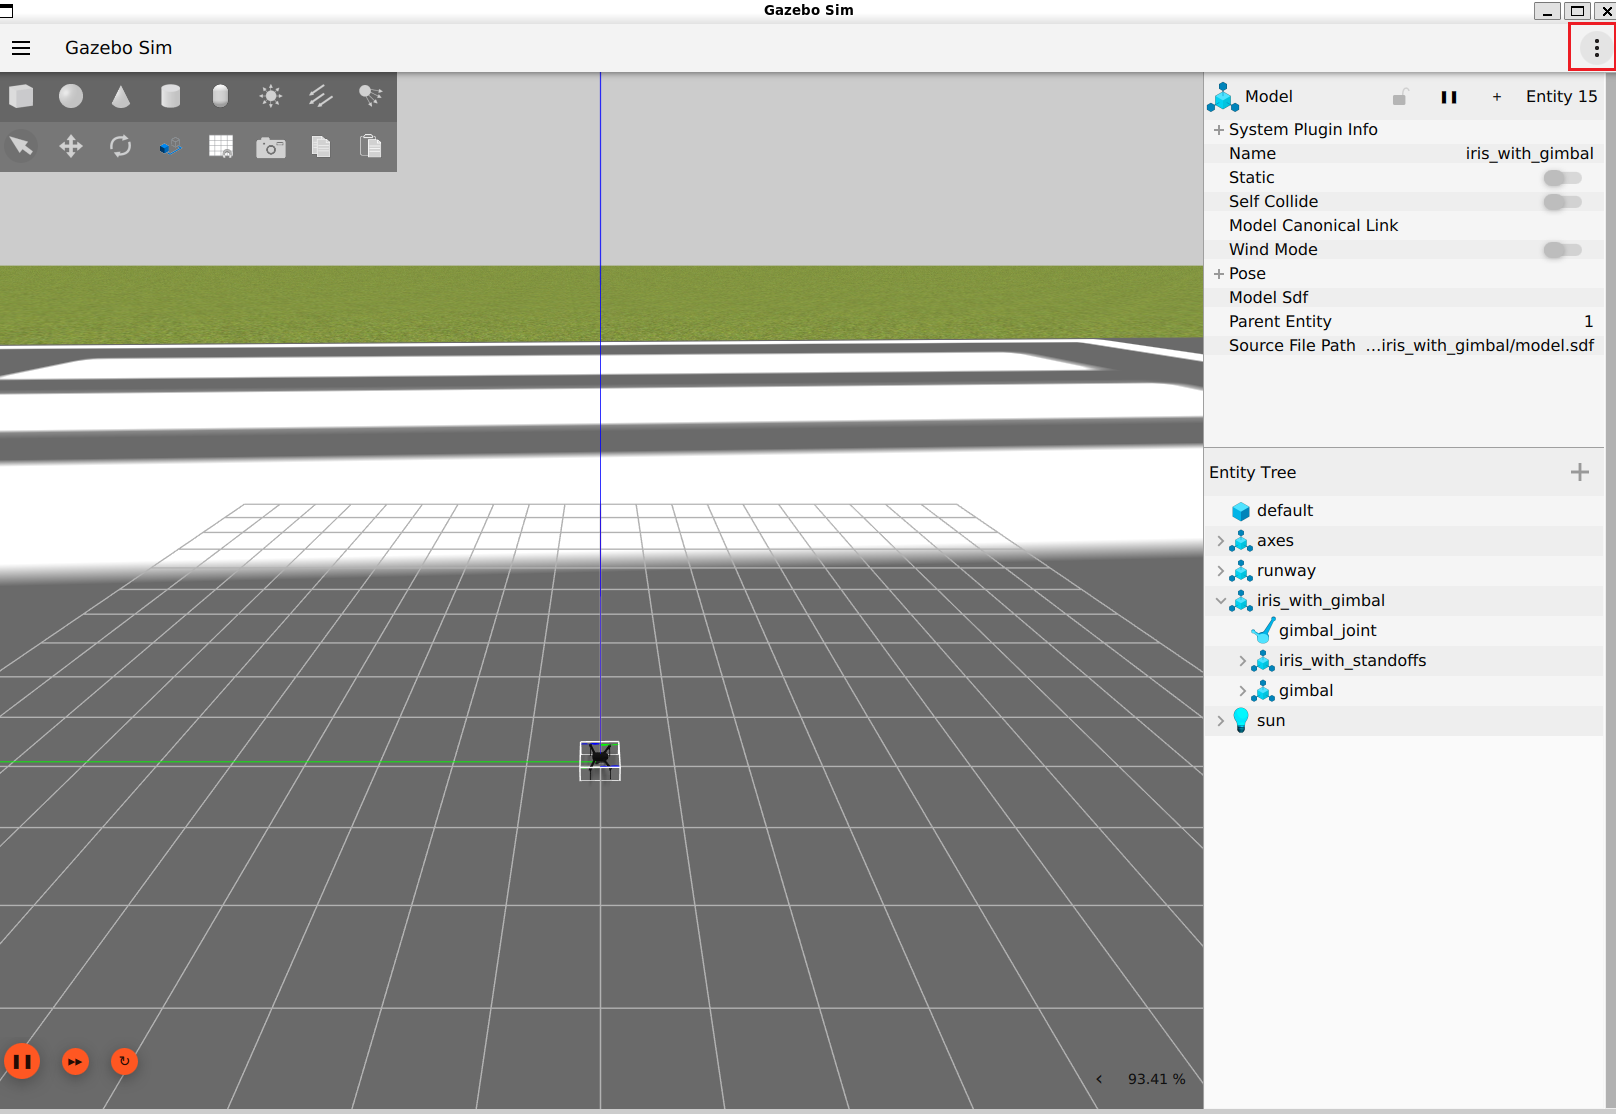 Gazebo Sim
Gazebo Sim
Model
+
Entity 15
System Plugin Info
Name
iris_with_gimbal
Static
Self Collide
Model Canonical Link
Wind Mode
Pose
Model Sdf
Parent Entity
1
Source File Path
...iris_with_gimbal/model.sdf
Entity Tree
default
axes
runway
iris_with_gimbal
gimbal_joint
iris_with_standoffs
gimbal
sun
93.41 %